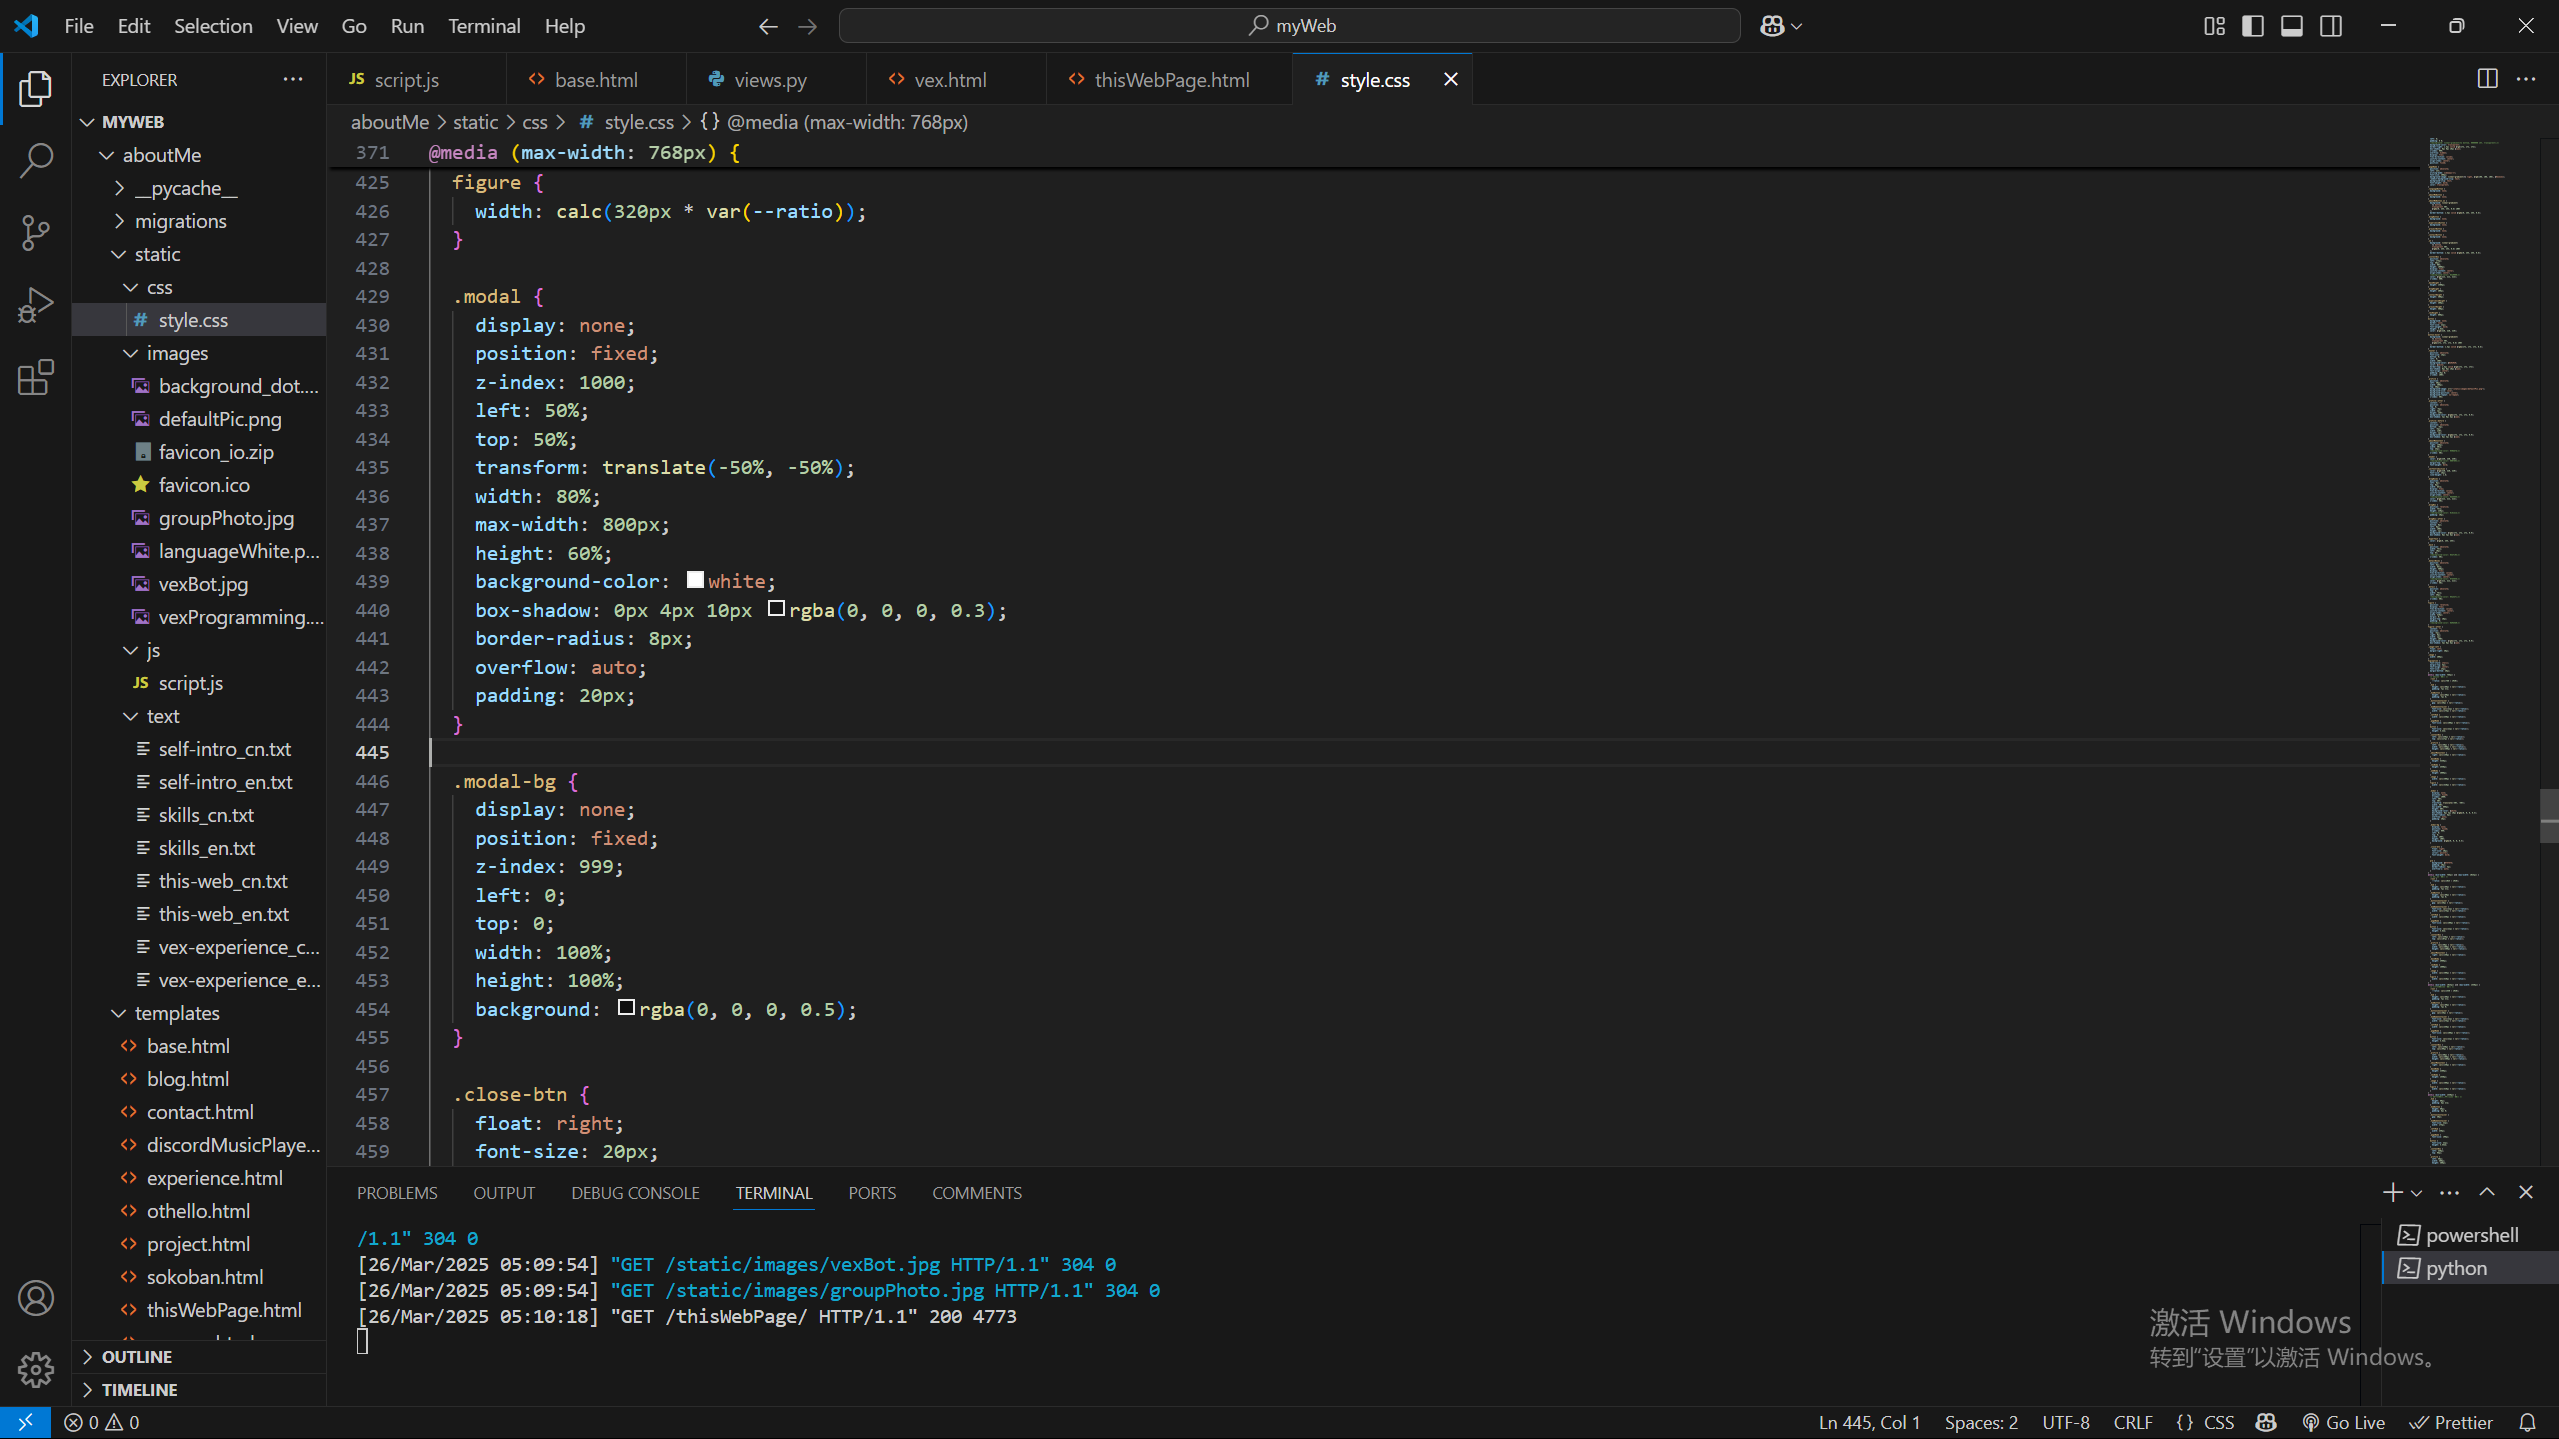 File Edit Selection View Go Run Terminal Help
myWeb
EXPLORER
MYWEB
aboutMe
__pycache__
migrations
static
css
# style.css
images
background_dot....
defaultPic.png
favicon_io.zip
favicon.ico
groupPhoto.jpg
languageWhite.p...
vexBot.jpg
vexProgramming....
js
JS script.js
text
self-intro_cn.txt
self-intro_en.txt
skills_cn.txt
skills_en.txt
this-web_cn.txt
this-web_en.txt
vex-experience_c...
vex-experience_e...
templates
base.html
blog.html
contact.html
discordMusicPlaye...
experience.html
othello.html
project.html
sokoban.html
thisWebPage.html
OUTLINE
TIMELINE
JS script.js
<> base.html
views.py
<> vex.html
<> thisWebPage.html
# style.css
aboutMe > static > css > # style.css > {} @media (max-width: 768px)
371 @media (max-width: 768px) {
425 figure {
426 width: calc(320px * var(--ratio));
427 }
428
429 .modal {
430 display: none;
431 position: fixed;
432 z-index: 1000;
433 left: 50%;
434 top: 50%;
435 transform: translate(-50%, -50%);
436 width: 80%;
437 max-width: 800px;
438 height: 60%;
439 background-color: white;
440 box-shadow: 0px 4px 10px rgba(0, 0, 0, 0.3);
441 border-radius: 8px;
442 overflow: auto;
443 padding: 20px;
444 }
445
446 .modal-bg {
447 display: none;
448 position: fixed;
449 z-index: 999;
450 left: 0;
451 top: 0;
452 width: 100%;
453 height: 100%;
454 background: rgba(0, 0, 0, 0.5);
455 }
456
457 .close-btn {
458 float: right;
459 font-size: 20px;
PROBLEMS OUTPUT DEBUG CONSOLE TERMINAL PORTS COMMENTS
/1.1" 304 0
[26/Mar/2025 05:09:54] "GET /static/images/vexBot.jpg HTTP/1.1" 304 0
[26/Mar/2025 05:09:54] "GET /static/images/groupPhoto.jpg HTTP/1.1" 304 0
[26/Mar/2025 05:10:18] "GET /thisWebPage/ HTTP/1.1" 200 4773
powershell
python
激活 Windows
转到“设置”以激活 Windows。
0 0
Ln 445, Col 1 Spaces: 2 UTF-8 CRLF {} CSS Go Live Prettier